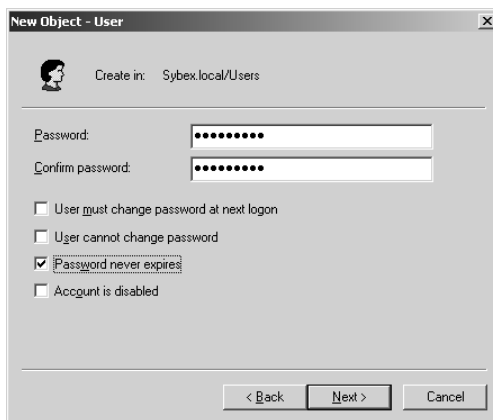 New Object - User
Create in: Sybex.local/Users
Password: •••••••••
Confirm password: •••••••••
User must change password at next logon
User cannot change password
Password never expires
Account is disabled
< Back Next > Cancel